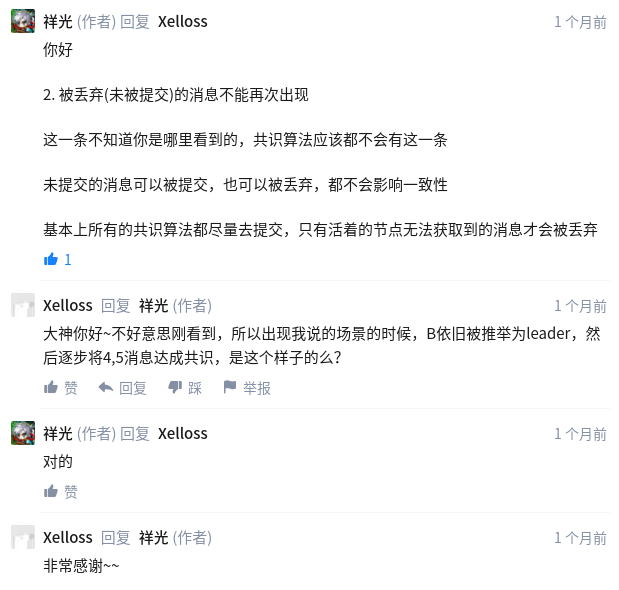 祥光 (作者) 回复 Xelloss 1 个月前
你好
2. 被丢弃(未被提交)的消息不能再次出现
这一条不知道你是哪里看到的，共识算法应该都不会有这一条
未提交的消息可以被提交，也可以被丢弃，都不会影响一致性
基本上所有的共识算法都尽量去提交，只有活着的节点无法获取到的消息才会被丢弃
1
Xelloss 回复 祥光 (作者) 1 个月前
大神你好~不好意思刚看到，所以出现我说的场景的时候，B依旧被推举为leader，然
后逐步将4,5消息达成共识，是这个样子的么？
赞 回复 踩 举报
祥光 (作者) 回复 Xelloss 1 个月前
对的
赞
Xelloss 回复 祥光 (作者) 1 个月前
非常感谢~~